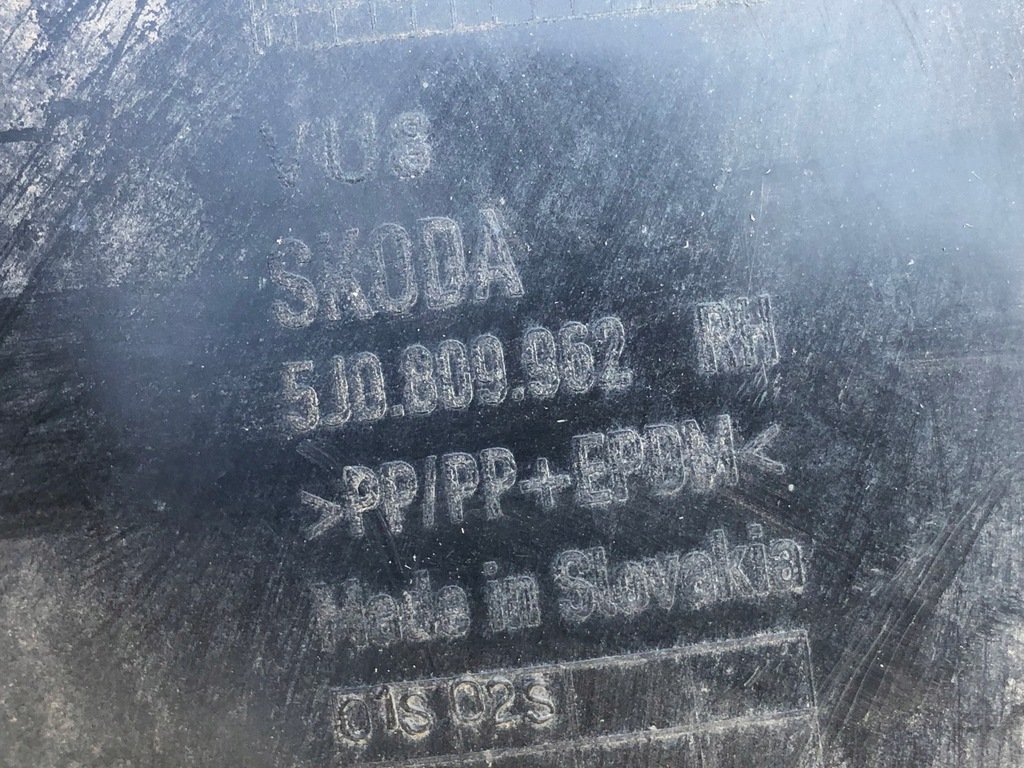 VU8
SKODA
5J0.809.962 RH
>PP/PP+EPDM<
Made in Slovakia
01s 02s